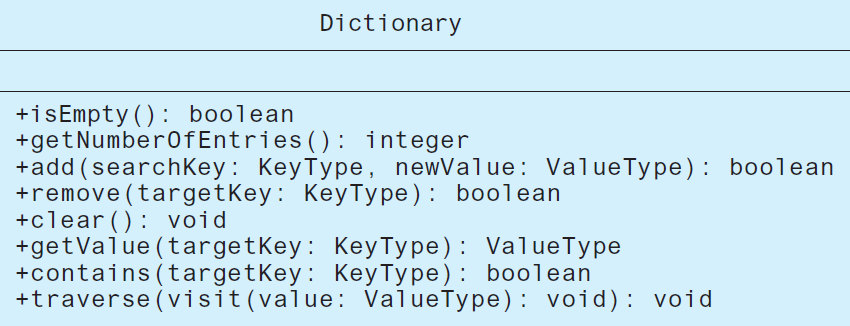 Dictionary
+isEmpty(): boolean
+getNumberOfEntries(): integer
+add(searchKey: KeyType, newValue: ValueType): boolean
+remove(targetKey: KeyType): boolean
+clear(): void
+getValue(targetKey: KeyType): ValueType
+contains(targetKey: KeyType): boolean
+traverse(visit(value: ValueType): void): void